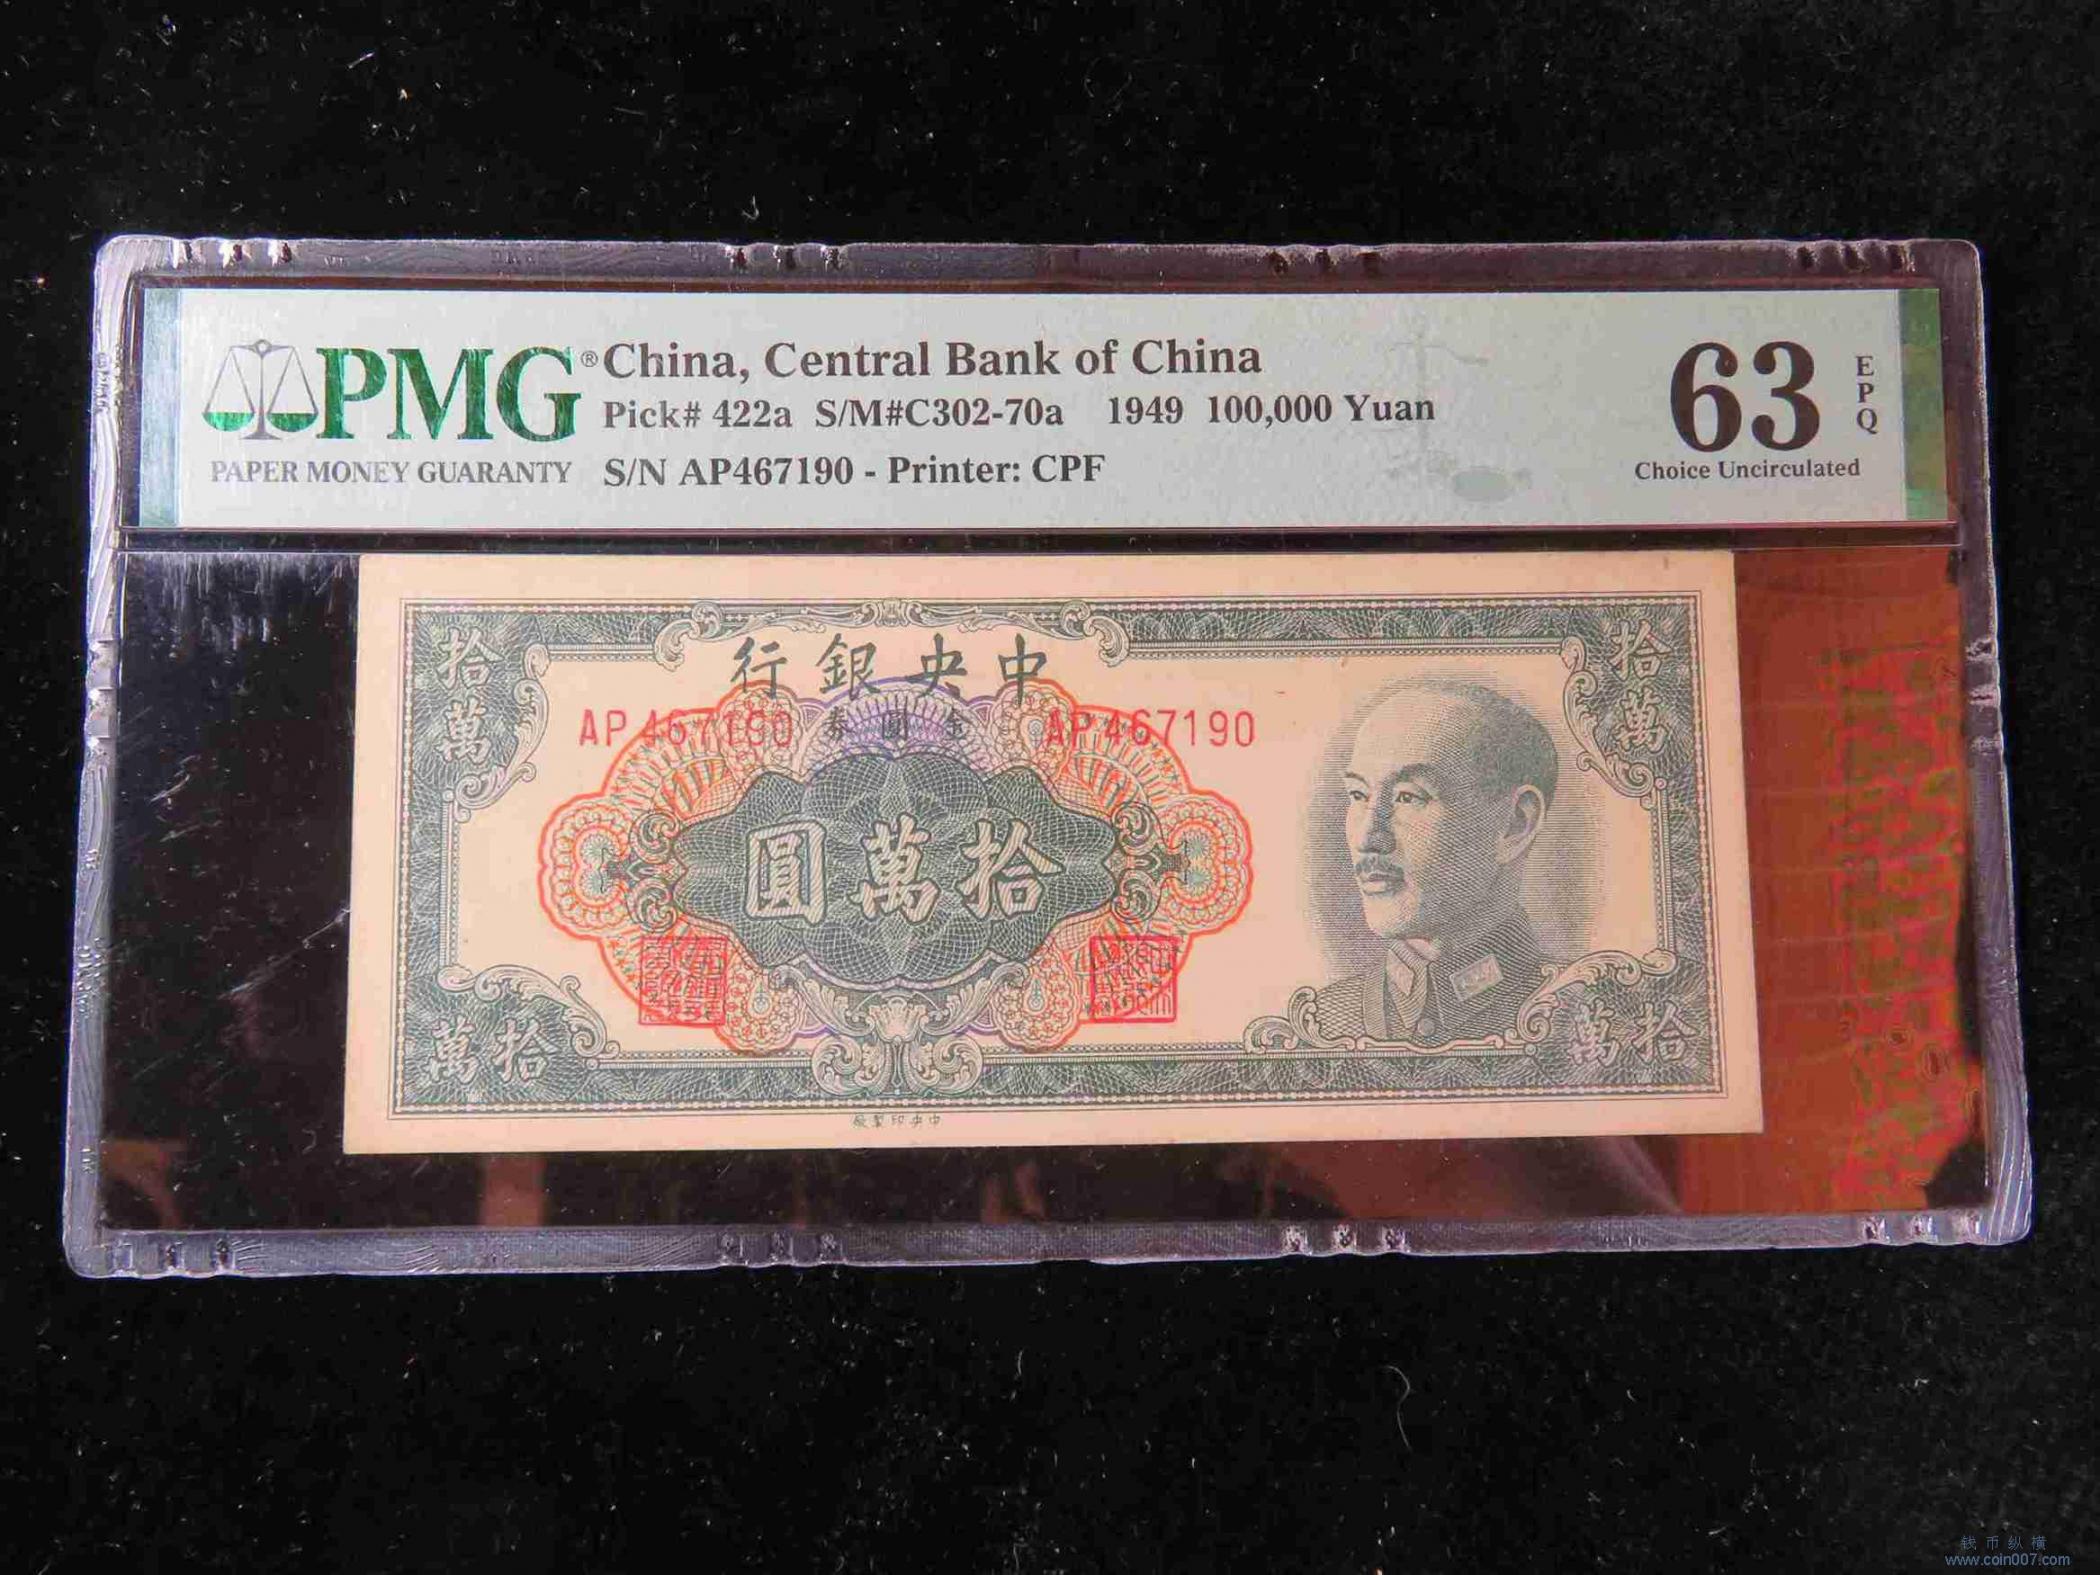 PMG®
PAPER MONEY GUARANTY
China, Central Bank of China
Pick# 422a S/M#C302-70a 1949 100,000 Yuan
S/N AP467190 - Printer: CPF
63
EPQ
Choice Uncirculated
拾萬
行銀央中
拾萬
AP467190
券圓金
AP467190
圓萬拾
萬拾
萬拾
廠製印央中
钱币纵横
www.coin007.com